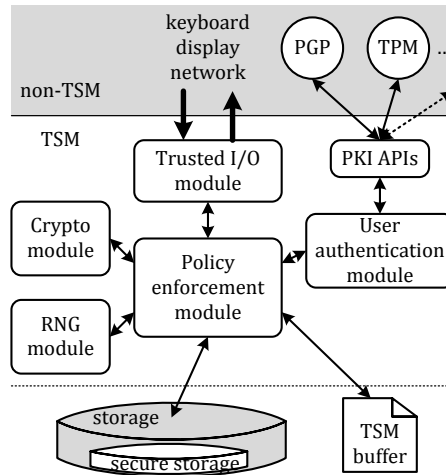 keyboard
display
network
PGP
TPM
...
non-TSM
TSM
Trusted I/O
module
PKI APIs
Crypto
module
User
authentication
module
Policy
enforcement
module
RNG
module
storage
secure storage
TSM
buffer